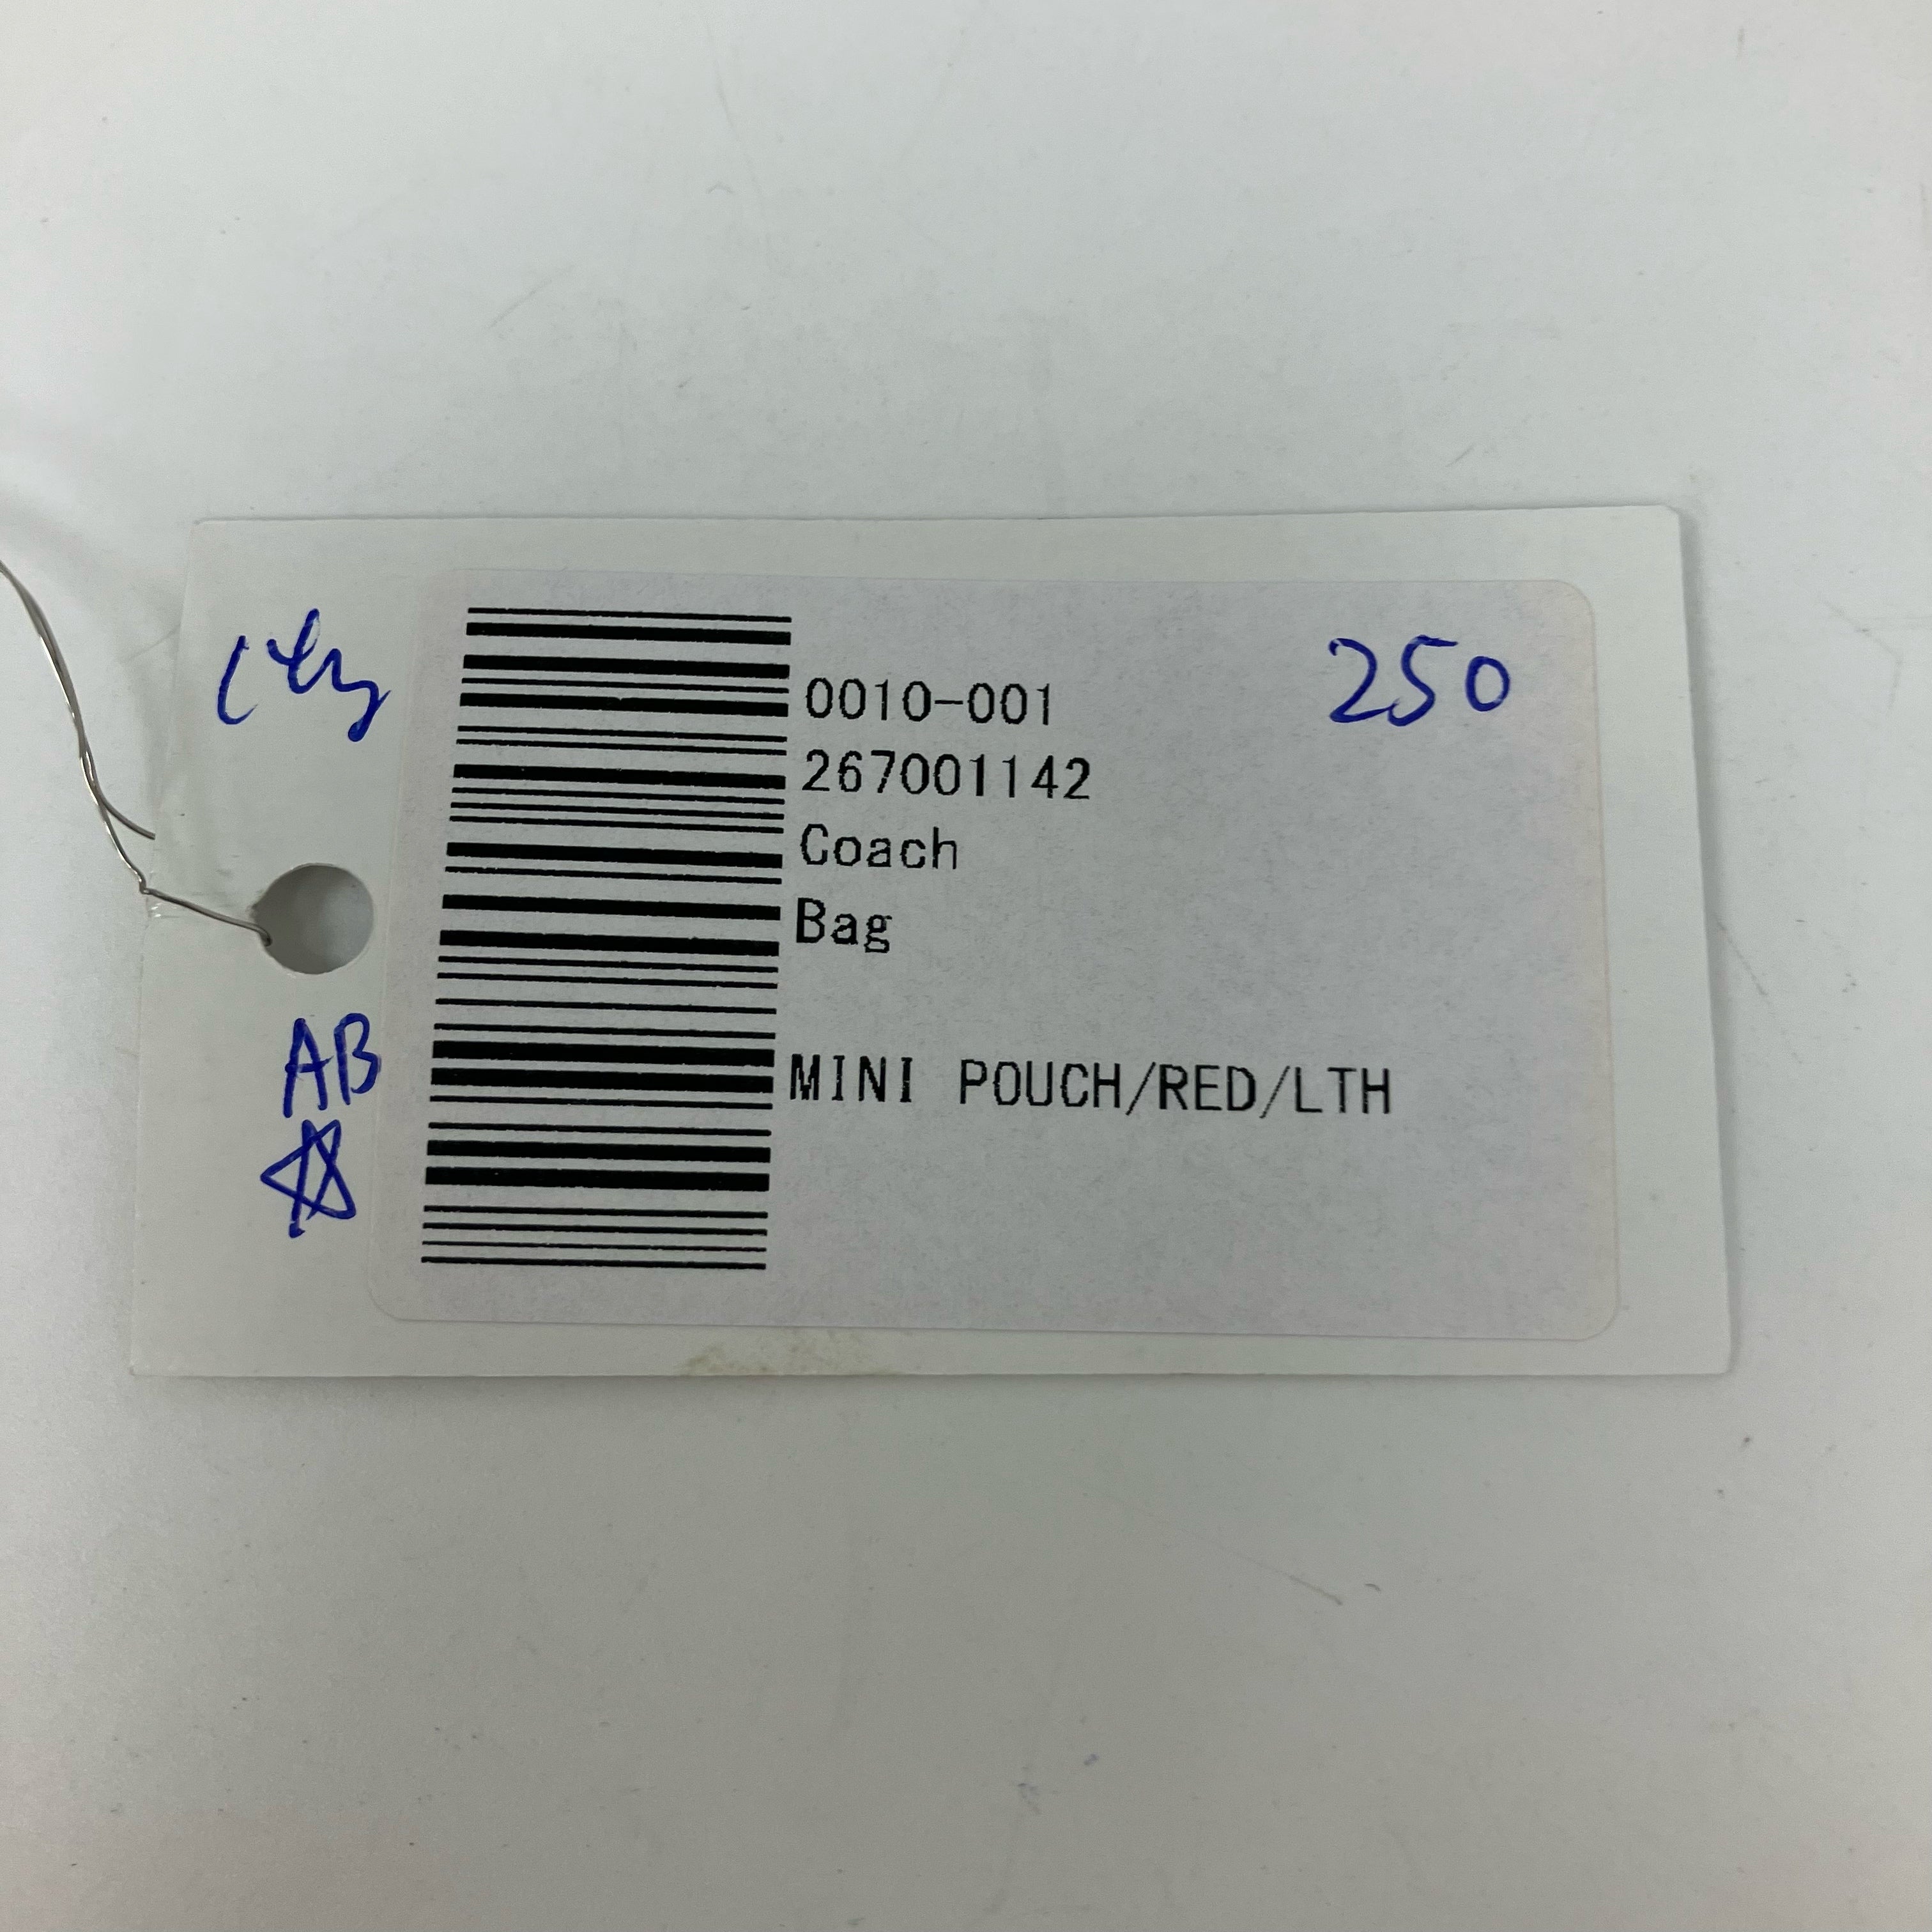 0010-001
250
267001142
Coach
Bag
MINI POUCH/RED/LTH
AB